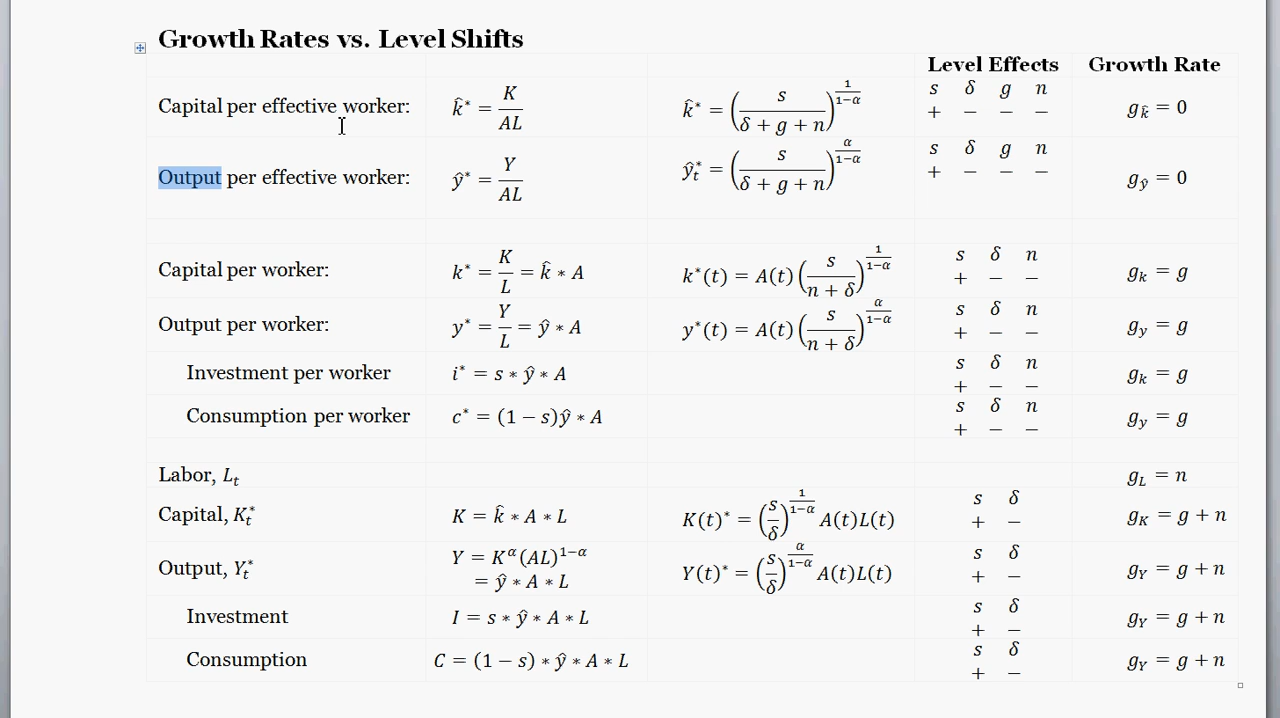 Growth Rates vs. Level Shifts
Level Effects Growth Rate
Capital per effective worker: k̂* = K/AL k̂* = (s/(δ + g + n))^(1/(1−α)) s δ g n g_k̂ = 0
+ − − −
Output per effective worker: ŷ* = Y/AL ŷ*_t = (s/(δ + g + n))^(α/(1−α)) s δ g n g_ŷ = 0
+ − − −
Capital per worker: k* = K/L = k̂ * A k*(t) = A(t)(s/(n + δ))^(1/(1−α)) s δ n g_k = g
+ − −
Output per worker: y* = Y/L = ŷ * A y*(t) = A(t)(s/(n + δ))^(α/(1−α)) s δ n g_y = g
+ − −
Investment per worker i* = s * ŷ * A s δ n g_k = g
+ − −
Consumption per worker c* = (1 − s)ŷ * A s δ n g_y = g
+ − −
Labor, L_t g_L = n
Capital, K*_t K = k̂ * A * L K(t)* = (s/δ)^(1/(1−α)) A(t)L(t) s δ g_K = g + n
+ −
Output, Y*_t Y = K^α(AL)^(1−α) Y(t)* = (s/δ)^(α/(1−α)) A(t)L(t) s δ g_Y = g + n
= ŷ * A * L + −
Investment I = s * ŷ * A * L s δ g_Y = g + n
+ −
Consumption C = (1 − s) * ŷ * A * L s δ g_Y = g + n
+ −